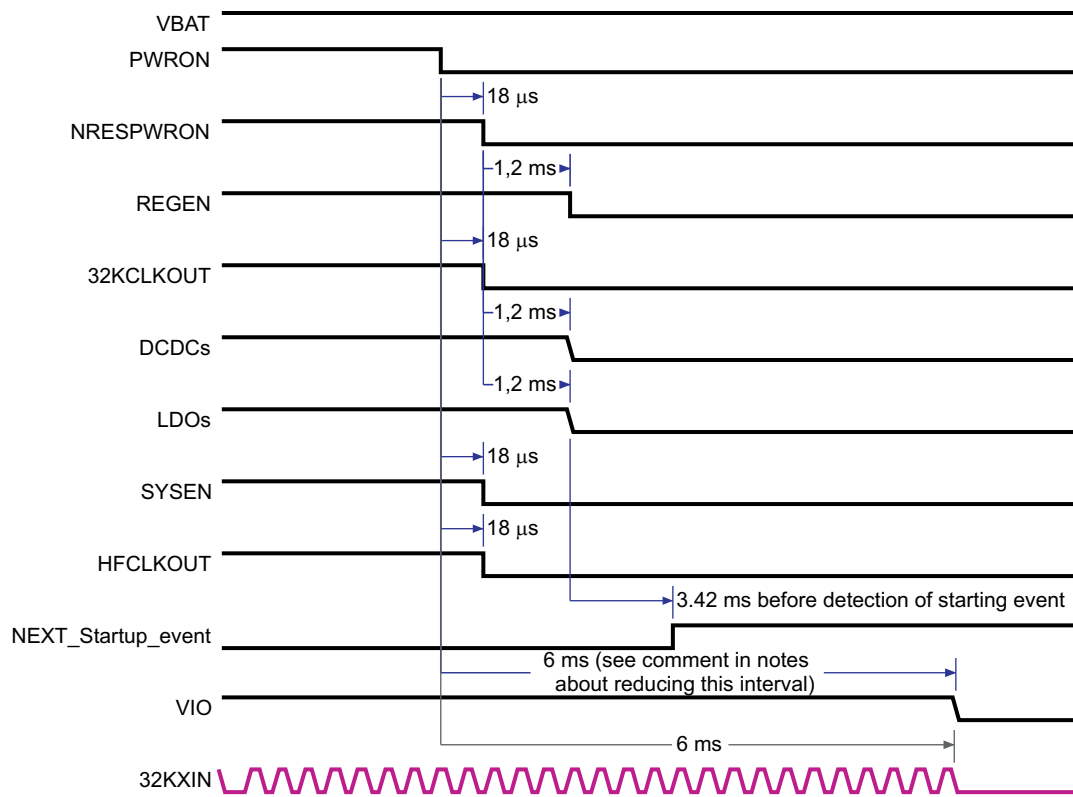 VBAT
PWRON
18 μs
NRESPWRON
1,2 ms
REGEN
18 μs
32KCLKOUT
1,2 ms
DCDCs
1,2 ms
LDOs
18 μs
SYSEN
18 μs
HFCLKOUT
3.42 ms before detection of starting event
NEXT_Startup_event
6 ms (see comment in notes
about reducing this interval)
VIO
6 ms
32KXIN